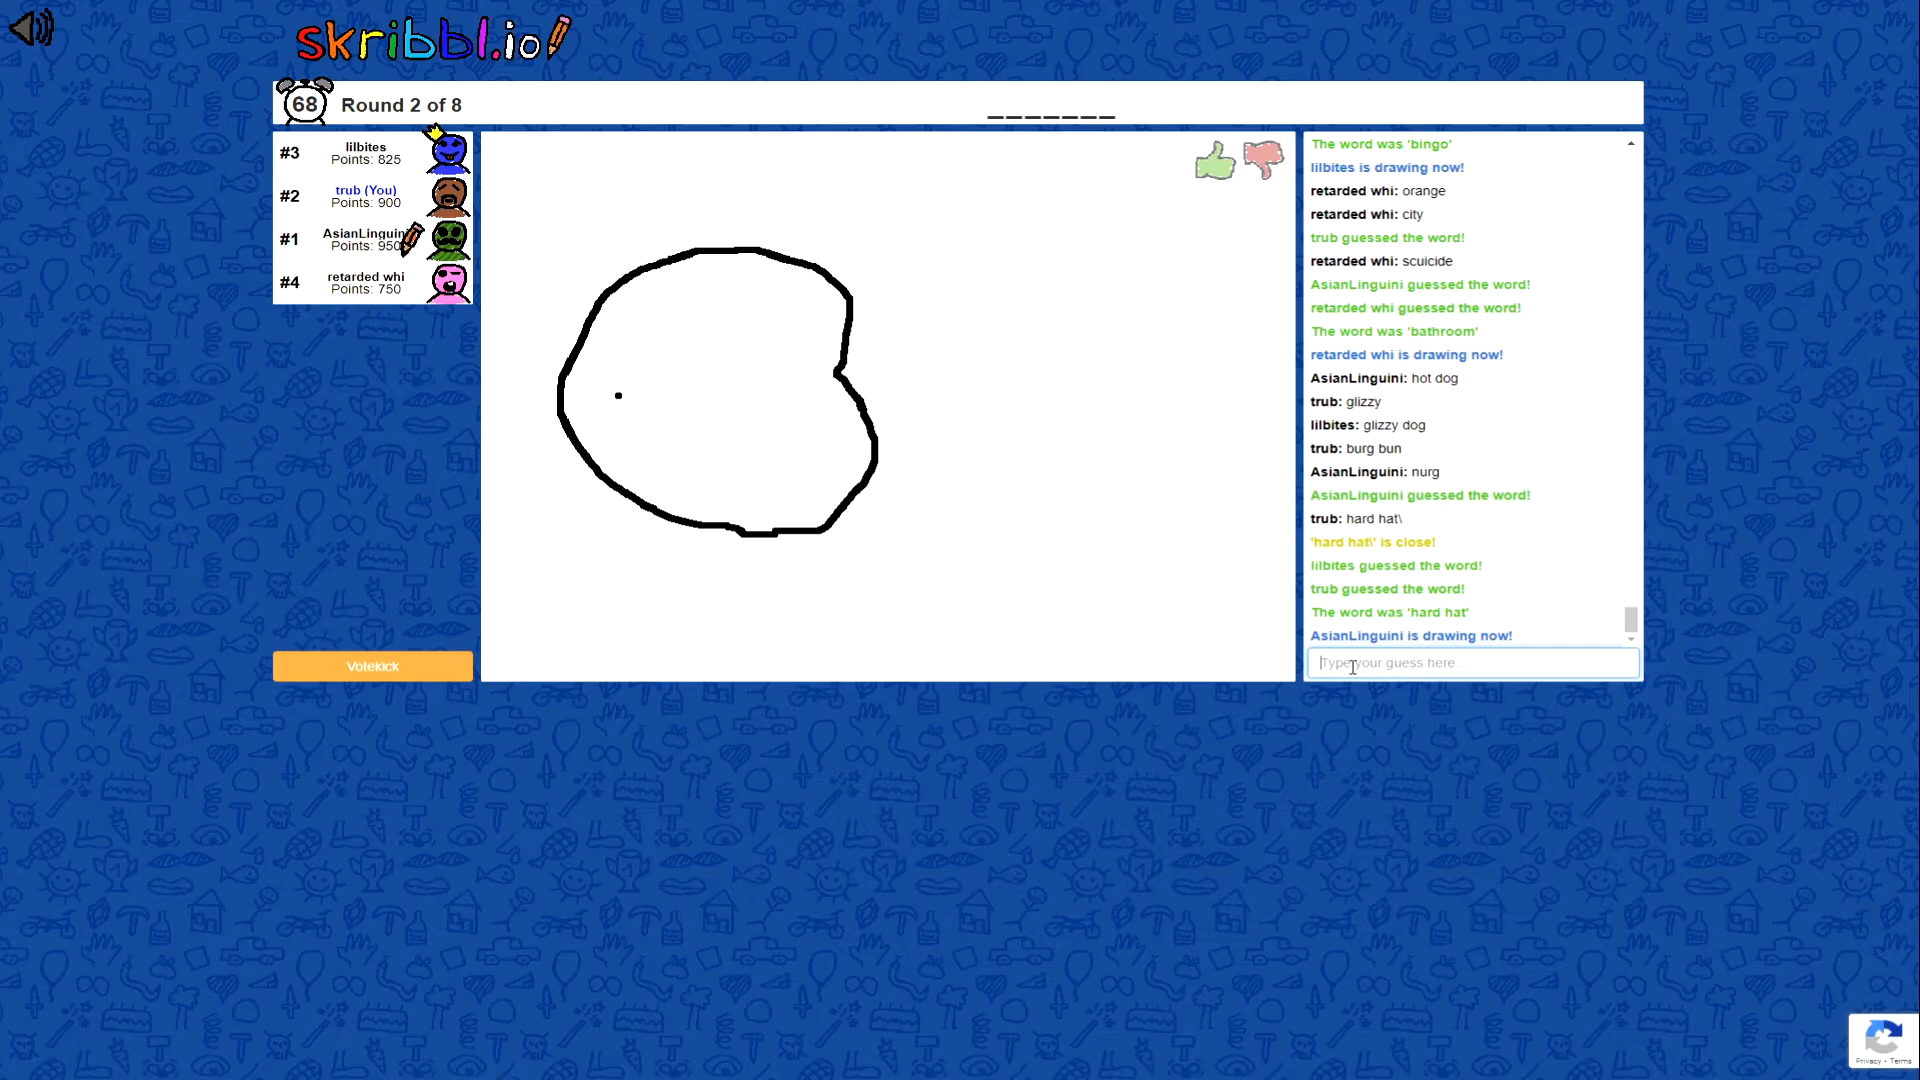 skribbl.io
68 Round 2 of 8
_______
#3 lilbites
Points: 825
#2 trub (You)
Points: 900
#1 AsianLinguin
Points: 950
#4 retarded whi
Points: 750
Votekick
The word was 'bingo'
lilbites is drawing now!
retarded whi: orange
retarded whi: city
trub guessed the word!
retarded whi: scuicide
AsianLinguini guessed the word!
retarded whi guessed the word!
The word was 'bathroom'
retarded whi is drawing now!
AsianLinguini: hot dog
trub: glizzy
lilbites: glizzy dog
trub: burg bun
AsianLinguini: nurg
AsianLinguini guessed the word!
trub: hard hat\
'hard hat\' is close!
lilbites guessed the word!
trub guessed the word!
The word was 'hard hat'
AsianLinguini is drawing now!
Type your guess here...
Privacy - Terms